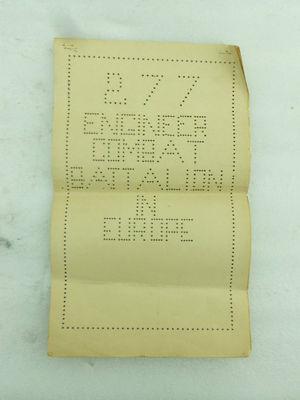 277
ENGINEER
COMBAT
BATTALION
IN
EUROPE